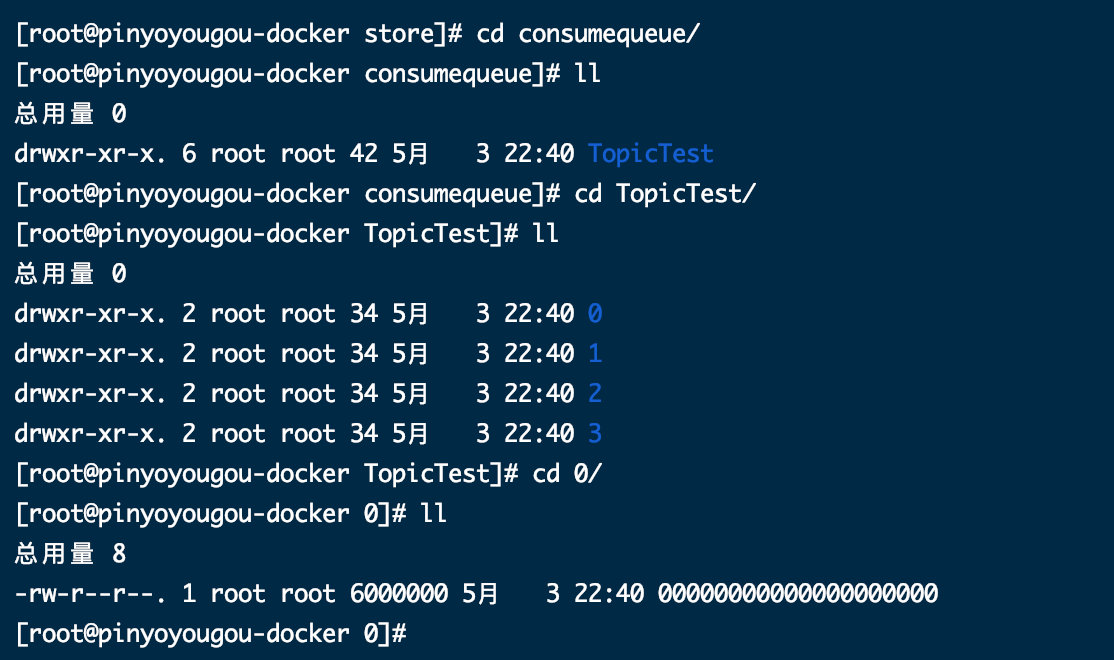 [root@pinyoyougou-docker store]# cd consumequeue/
[root@pinyoyougou-docker consumequeue]# ll
总用量 0
drwxr-xr-x. 6 root root 42 5月   3 22:40 TopicTest
[root@pinyoyougou-docker consumequeue]# cd TopicTest/
[root@pinyoyougou-docker TopicTest]# ll
总用量 0
drwxr-xr-x. 2 root root 34 5月   3 22:40 0
drwxr-xr-x. 2 root root 34 5月   3 22:40 1
drwxr-xr-x. 2 root root 34 5月   3 22:40 2
drwxr-xr-x. 2 root root 34 5月   3 22:40 3
[root@pinyoyougou-docker TopicTest]# cd 0/
[root@pinyoyougou-docker 0]# ll
总用量 8
-rw-r--r--. 1 root root 6000000 5月   3 22:40 00000000000000000000
[root@pinyoyougou-docker 0]#